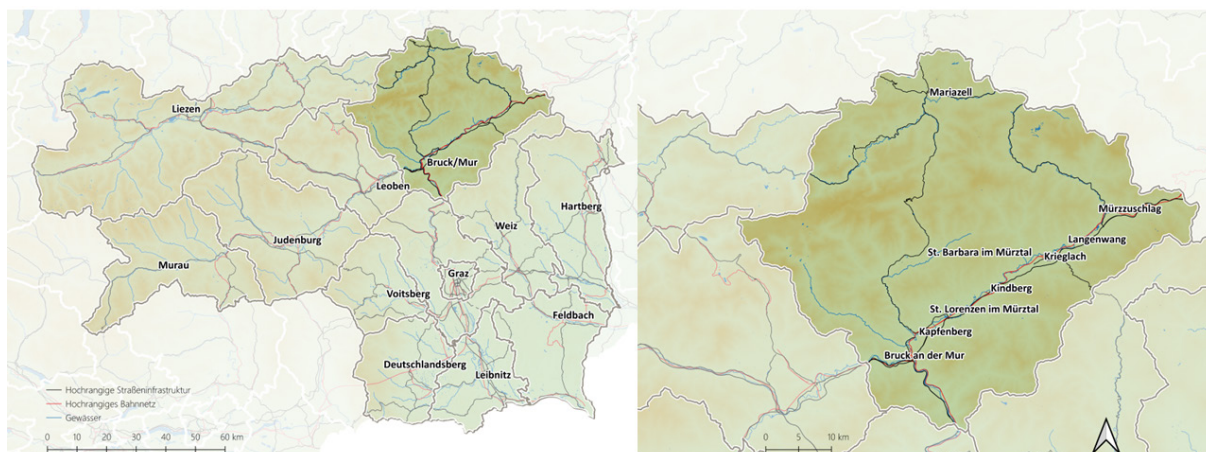 Liezen
Bruck/Mur
Leoben
Hartberg
Weiz
Judenburg
Murau
Graz
Voitsberg
Feldbach
Deutschlandsberg
Leibnitz
Hochrangige Straßeninfrastruktur
Hochrangiges Bahnnetz
Gewässer
0 10 20 30 40 50 60 km
Mariazell
Mürzzuschlag
Langenwang
St. Barbara im Mürztal
Krieglach
Kindberg
St. Lorenzen im Mürztal
Kapfenberg
Bruck an der Mur
0 5 10 km